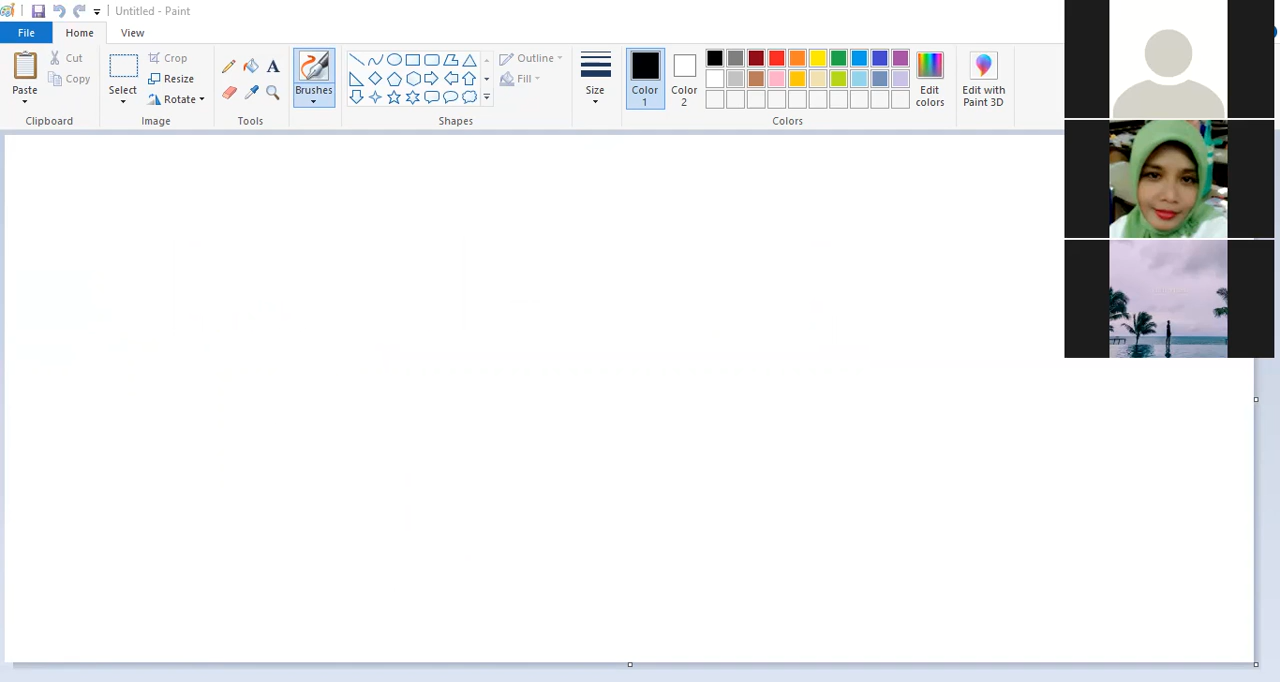 Untitled - Paint
File
Home
View
Paste
Cut
Copy
Clipboard
Select
Crop
Resize
Rotate
Image
A
Tools
Brushes
Shapes
Outline
Fill
Size
Color 1
Color 2
Colors
Edit colors
Edit with Paint 3D